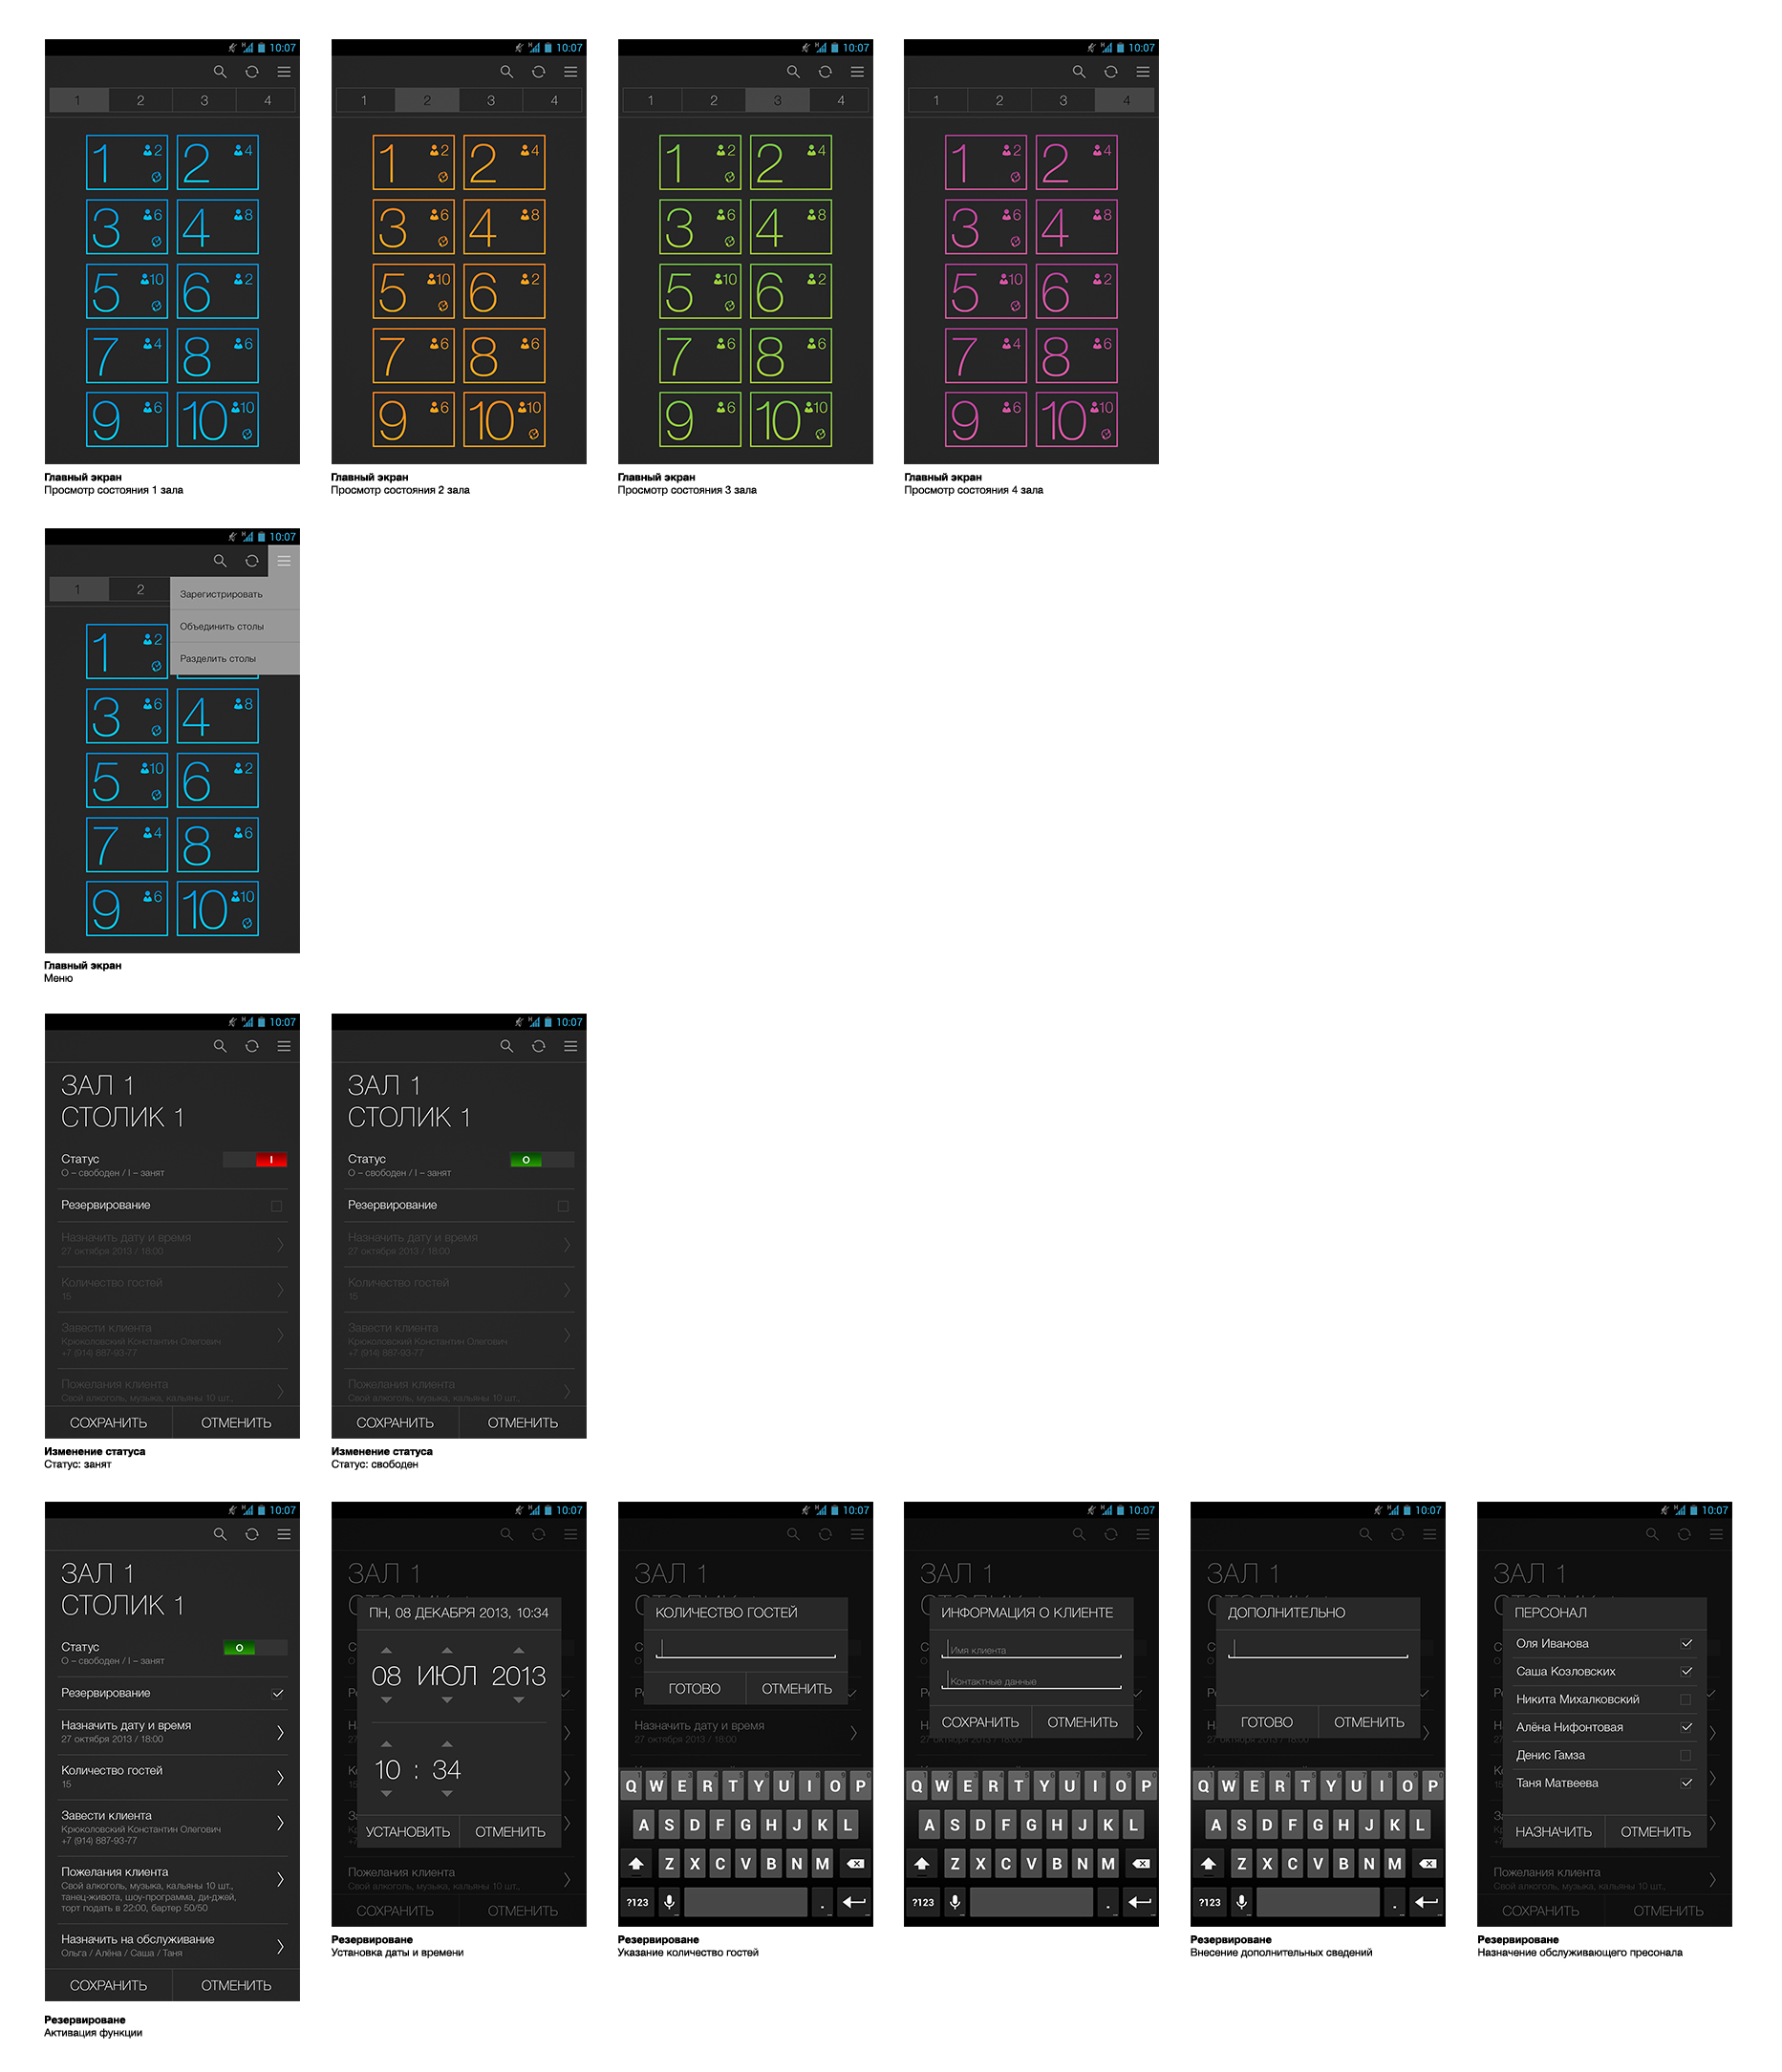 10:07
1 2 3 4
1 2 2 4
3 6 4 8
5 10 6 2
7 4 8 6
9 6 10 10
Главный экран
Просмотр состояния 1 зала
10:07
1 2 3 4
1 2 2 4
3 6 4 8
5 10 6 2
7 6 8 6
9 6 10 10
Главный экран
Просмотр состояния 2 зала
10:07
1 2 3 4
1 2 2 4
3 6 4 8
5 10 6 2
7 6 8 6
9 6 10 10
Главный экран
Просмотр состояния 3 зала
10:07
1 2 3 4
1 2 2 4
3 6 4 8
5 10 6 2
7 4 8 6
9 6 10 10
Главный экран
Просмотр состояния 4 зала
10:07
1 2
Зарегистрировать
Объединить столы
Разделить столы
1 2
3 6 4 8
5 10 6 2
7 4 8 6
9 6 10 10
Главный экран
Меню
10:07
ЗАЛ 1
СТОЛИК 1
Статус
O – свободен / I – занят
I
Резервирование
Назначить дату и время
27 октября 2013 / 18:00
Количество гостей
15
Завести клиента
Крюколовский Константин Олегович
+7 (914) 887-93-77
Пожелания клиента
Свой алкоголь, музыка, кальяны 10 шт.,
СОХРАНИТЬ ОТМЕНИТЬ
Изменение статуса
Статус: занят
10:07
ЗАЛ 1
СТОЛИК 1
Статус
O – свободен / I – занят
O
Резервирование
Назначить дату и время
27 октября 2013 / 18:00
Количество гостей
15
Завести клиента
Крюколовский Константин Олегович
+7 (914) 887-93-77
Пожелания клиента
Свой алкоголь, музыка, кальяны 10 шт.,
СОХРАНИТЬ ОТМЕНИТЬ
Изменение статуса
Статус: свободен
10:07
ЗАЛ 1
СТОЛИК 1
Статус
O – свободен / I – занят
O
Резервирование
Назначить дату и время
27 октября 2013 / 18:00
Количество гостей
15
Завести клиента
Крюколовский Константин Олегович
+7 (914) 887-93-77
Пожелания клиента
Свой алкоголь, музыка, кальяны 10 шт.,
танец-живота, шоу-программа, ди-джей,
торт подать в 22:00, бартер 50/50
Назначить на обслуживание
Ольга / Алёна / Саша / Таня
СОХРАНИТЬ ОТМЕНИТЬ
Резервироване
Активация функции
10:07
ЗАЛ 1
ПН, 08 ДЕКАБРЯ 2013, 10:34
08 ИЮЛ 2013
10 : 34
УСТАНОВИТЬ ОТМЕНИТЬ
Пожелания клиента
Свой алкоголь, музыка, кальяны 10 шт.,
СОХРАНИТЬ ОТМЕНИТЬ
Резервироване
Установка даты и времени
10:07
ЗАЛ 1
КОЛИЧЕСТВО ГОСТЕЙ
ГОТОВО ОТМЕНИТЬ
Назначить дату и время
27 октября 2013 / 18:00
Q W E R T Y U I O P
A S D F G H J K L
Z X C V B N M
?123 .
Резервироване
Указание количество гостей
10:07
ЗАЛ 1
ИНФОРМАЦИЯ О КЛИЕНТЕ
Имя клиента
Контактные данные
СОХРАНИТЬ ОТМЕНИТЬ
Q W E R T Y U I O P
A S D F G H J K L
Z X C V B N M
?123 .
Резервироване
Указание количество гостей
10:07
ЗАЛ 1
ДОПОЛНИТЕЛЬНО
ГОТОВО ОТМЕНИТЬ
Q W E R T Y U I O P
A S D F G H J K L
Z X C V B N M
?123 .
Резервироване
Внесение дополнительных сведений
10:07
ЗАЛ 1
ПЕРСОНАЛ
Оля Иванова
Саша Козловских
Никита Михалковский
Алёна Нифонтовая
Денис Гамза
Таня Матвеева
НАЗНАЧИТЬ ОТМЕНИТЬ
Пожелания клиента
Свой алкоголь, музыка, кальяны 10 шт.,
СОХРАНИТЬ ОТМЕНИТЬ
Резервироване
Назначение обслуживающего пресонала